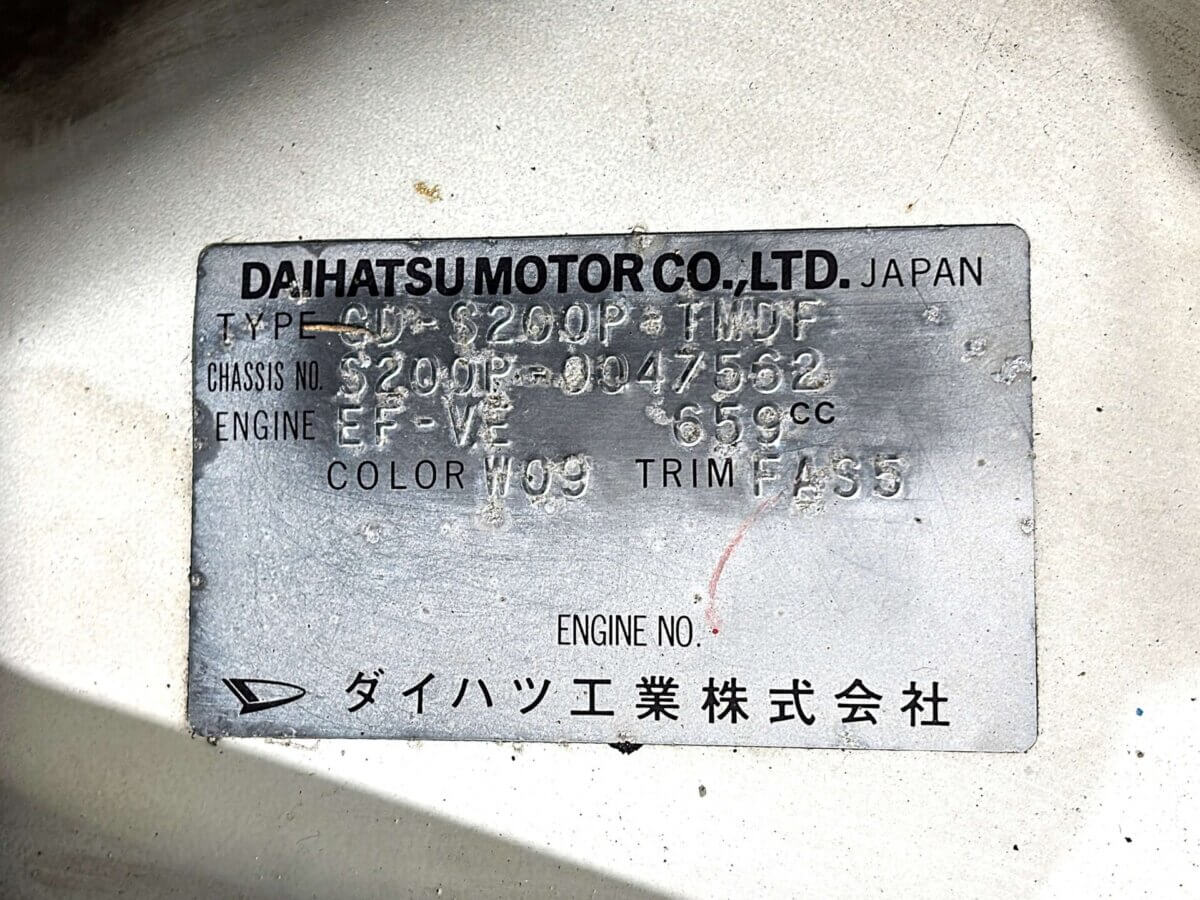 DAIHATSU MOTOR CO.,LTD. JAPAN
TYPE GD-S200P-TMDF
CHASSIS NO. S200P-0047562
ENGINE EF-VE 659CC
COLOR W09 TRIM FAS5
ENGINE NO.
ダイハツ工業株式会社